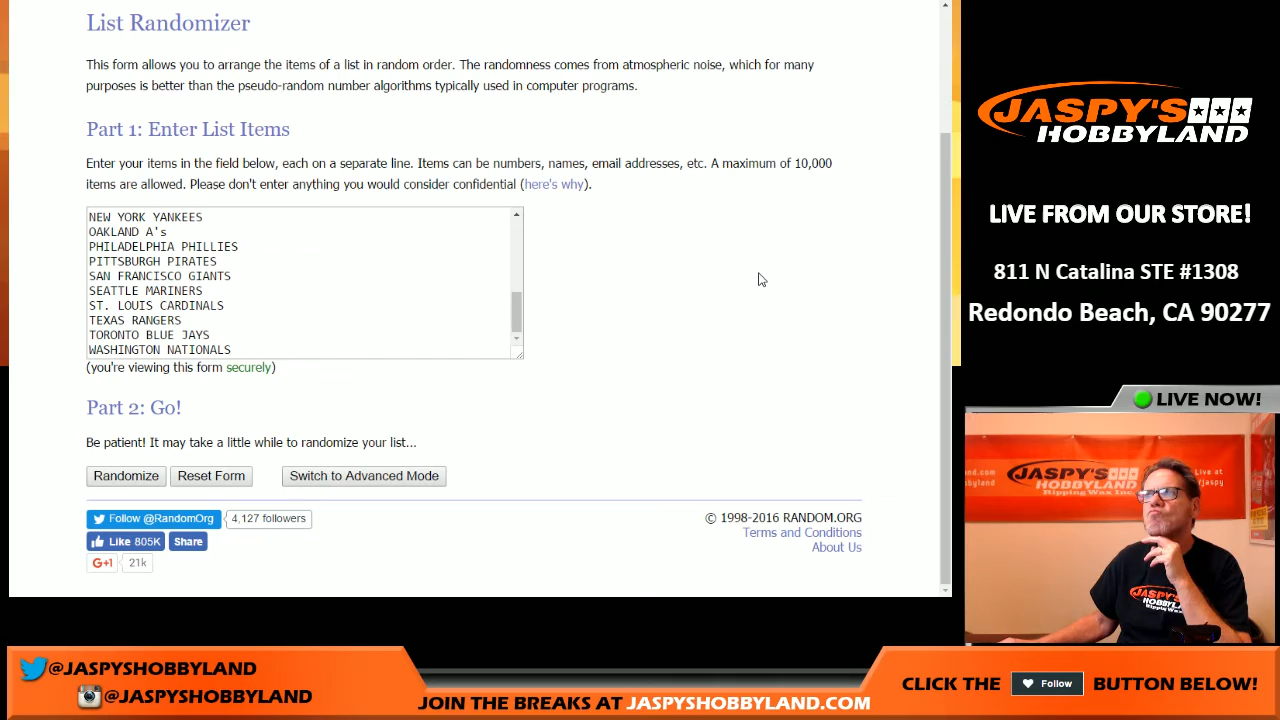 List Randomizer
This form allows you to arrange the items of a list in random order. The randomness comes from atmospheric noise, which for many
purposes is better than the pseudo-random number algorithms typically used in computer programs.
Part 1: Enter List Items
Enter your items in the field below, each on a separate line. Items can be numbers, names, email addresses, etc. A maximum of 10,000
items are allowed. Please don't enter anything you would consider confidential (here's why).
NEW YORK YANKEES
OAKLAND A's
PHILADELPHIA PHILLIES
PITTSBURGH PIRATES
SAN FRANCISCO GIANTS
SEATTLE MARINERS
ST. LOUIS CARDINALS
TEXAS RANGERS
TORONTO BLUE JAYS
WASHINGTON NATIONALS
(you're viewing this form securely)
Part 2: Go!
Be patient! It may take a little while to randomize your list...
Randomize Reset Form Switch to Advanced Mode
Follow @RandomOrg 4,127 followers
Like 805K Share
G+1 21k
© 1998-2016 RANDOM.ORG
Terms and Conditions
About Us
JASPY'S
HOBBYLAND
LIVE FROM OUR STORE!
811 N Catalina STE #1308
Redondo Beach, CA 90277
LIVE NOW!
JASPY'S
HOBBYLAND
Ripping Wax Inc.
Live at
JASPY'S
@JASPYSHOBBYLAND
@JASPYSHOBBYLAND
JOIN THE BREAKS AT JASPYSHOBBYLAND.COM
CLICK THE Follow BUTTON BELOW!